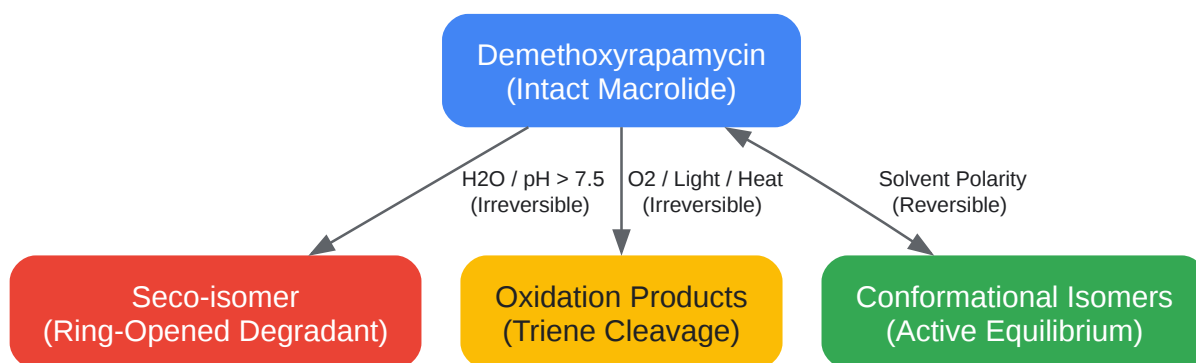 Demethoxyrapamycin
(Intact Macrolide)
H2O / pH > 7.5
(Irreversible)
O2 / Light / Heat
(Irreversible)
Solvent Polarity
(Reversible)
Seco-isomer
(Ring-Opened Degradant)
Oxidation Products
(Triene Cleavage)
Conformational Isomers
(Active Equilibrium)